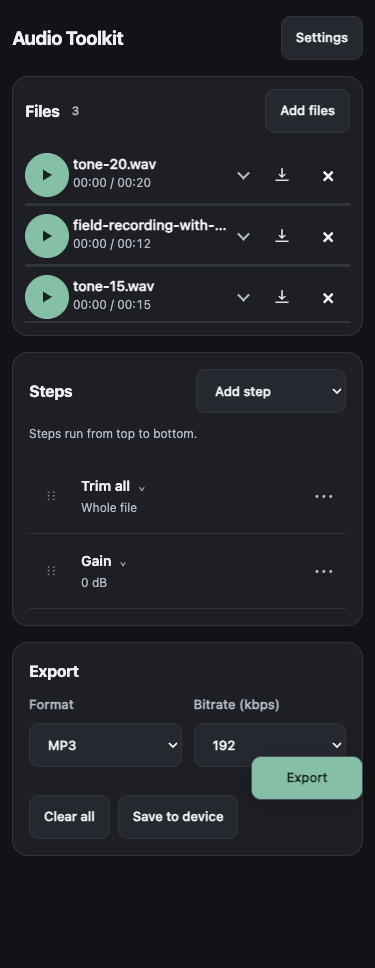 Audio Toolkit
Settings
Files 3
Add files
tone-20.wav
00:00 / 00:20
field-recording-with-...
00:00 / 00:12
tone-15.wav
00:00 / 00:15
Steps
Add step
Steps run from top to bottom.
Trim all
Whole file
Gain
0 dB
Export
Format
Bitrate (kbps)
MP3
192
Export
Clear all
Save to device